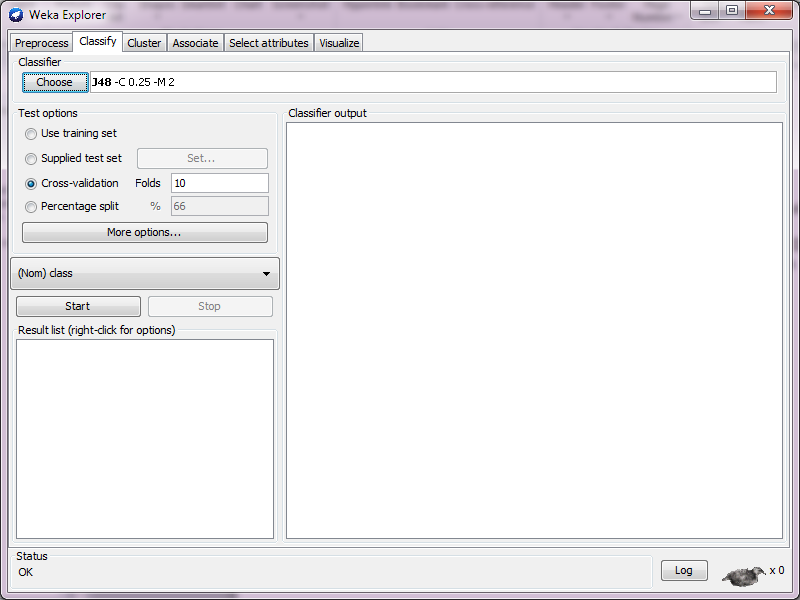 Weka Explorer
Preprocess Classify Cluster Associate Select attributes Visualize
Classifier
Choose J48 -C 0.25 -M 2
Test options
Use training set
Supplied test set Set...
Cross-validation Folds 10
Percentage split % 66
More options...
(Nom) class
Start Stop
Result list (right-click for options)
Classifier output
Status
OK
Log x 0